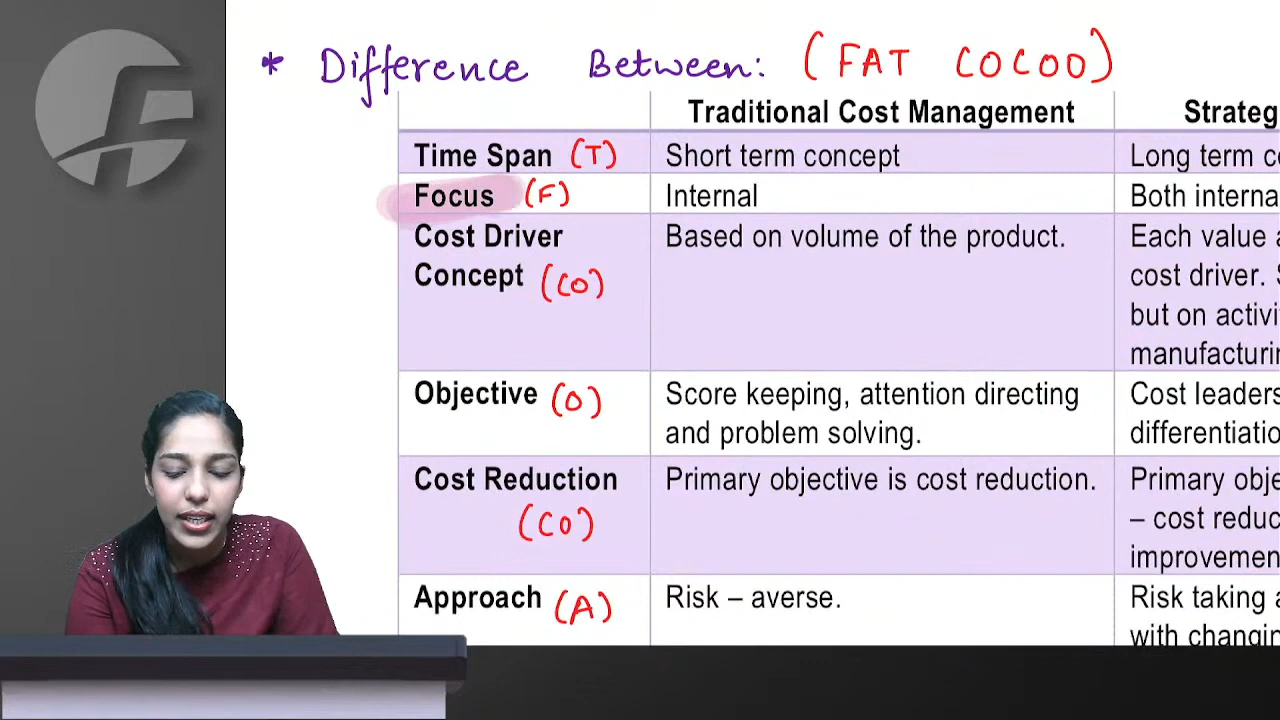 * Difference Between: (FAT COCOO)
Traditional Cost Management Strateg
Time Span (T) Short term concept Long term c
Focus (F) Internal Both interna
Cost Driver Based on volume of the product. Each value a
Concept (CO) cost driver. S
but on activi
manufacturin
Objective (O) Score keeping, attention directing Cost leaders
and problem solving. differentiatio
Cost Reduction Primary objective is cost reduction. Primary obje
(CO) – cost reduc
improvemen
Approach (A) Risk – averse. Risk taking a
with changin